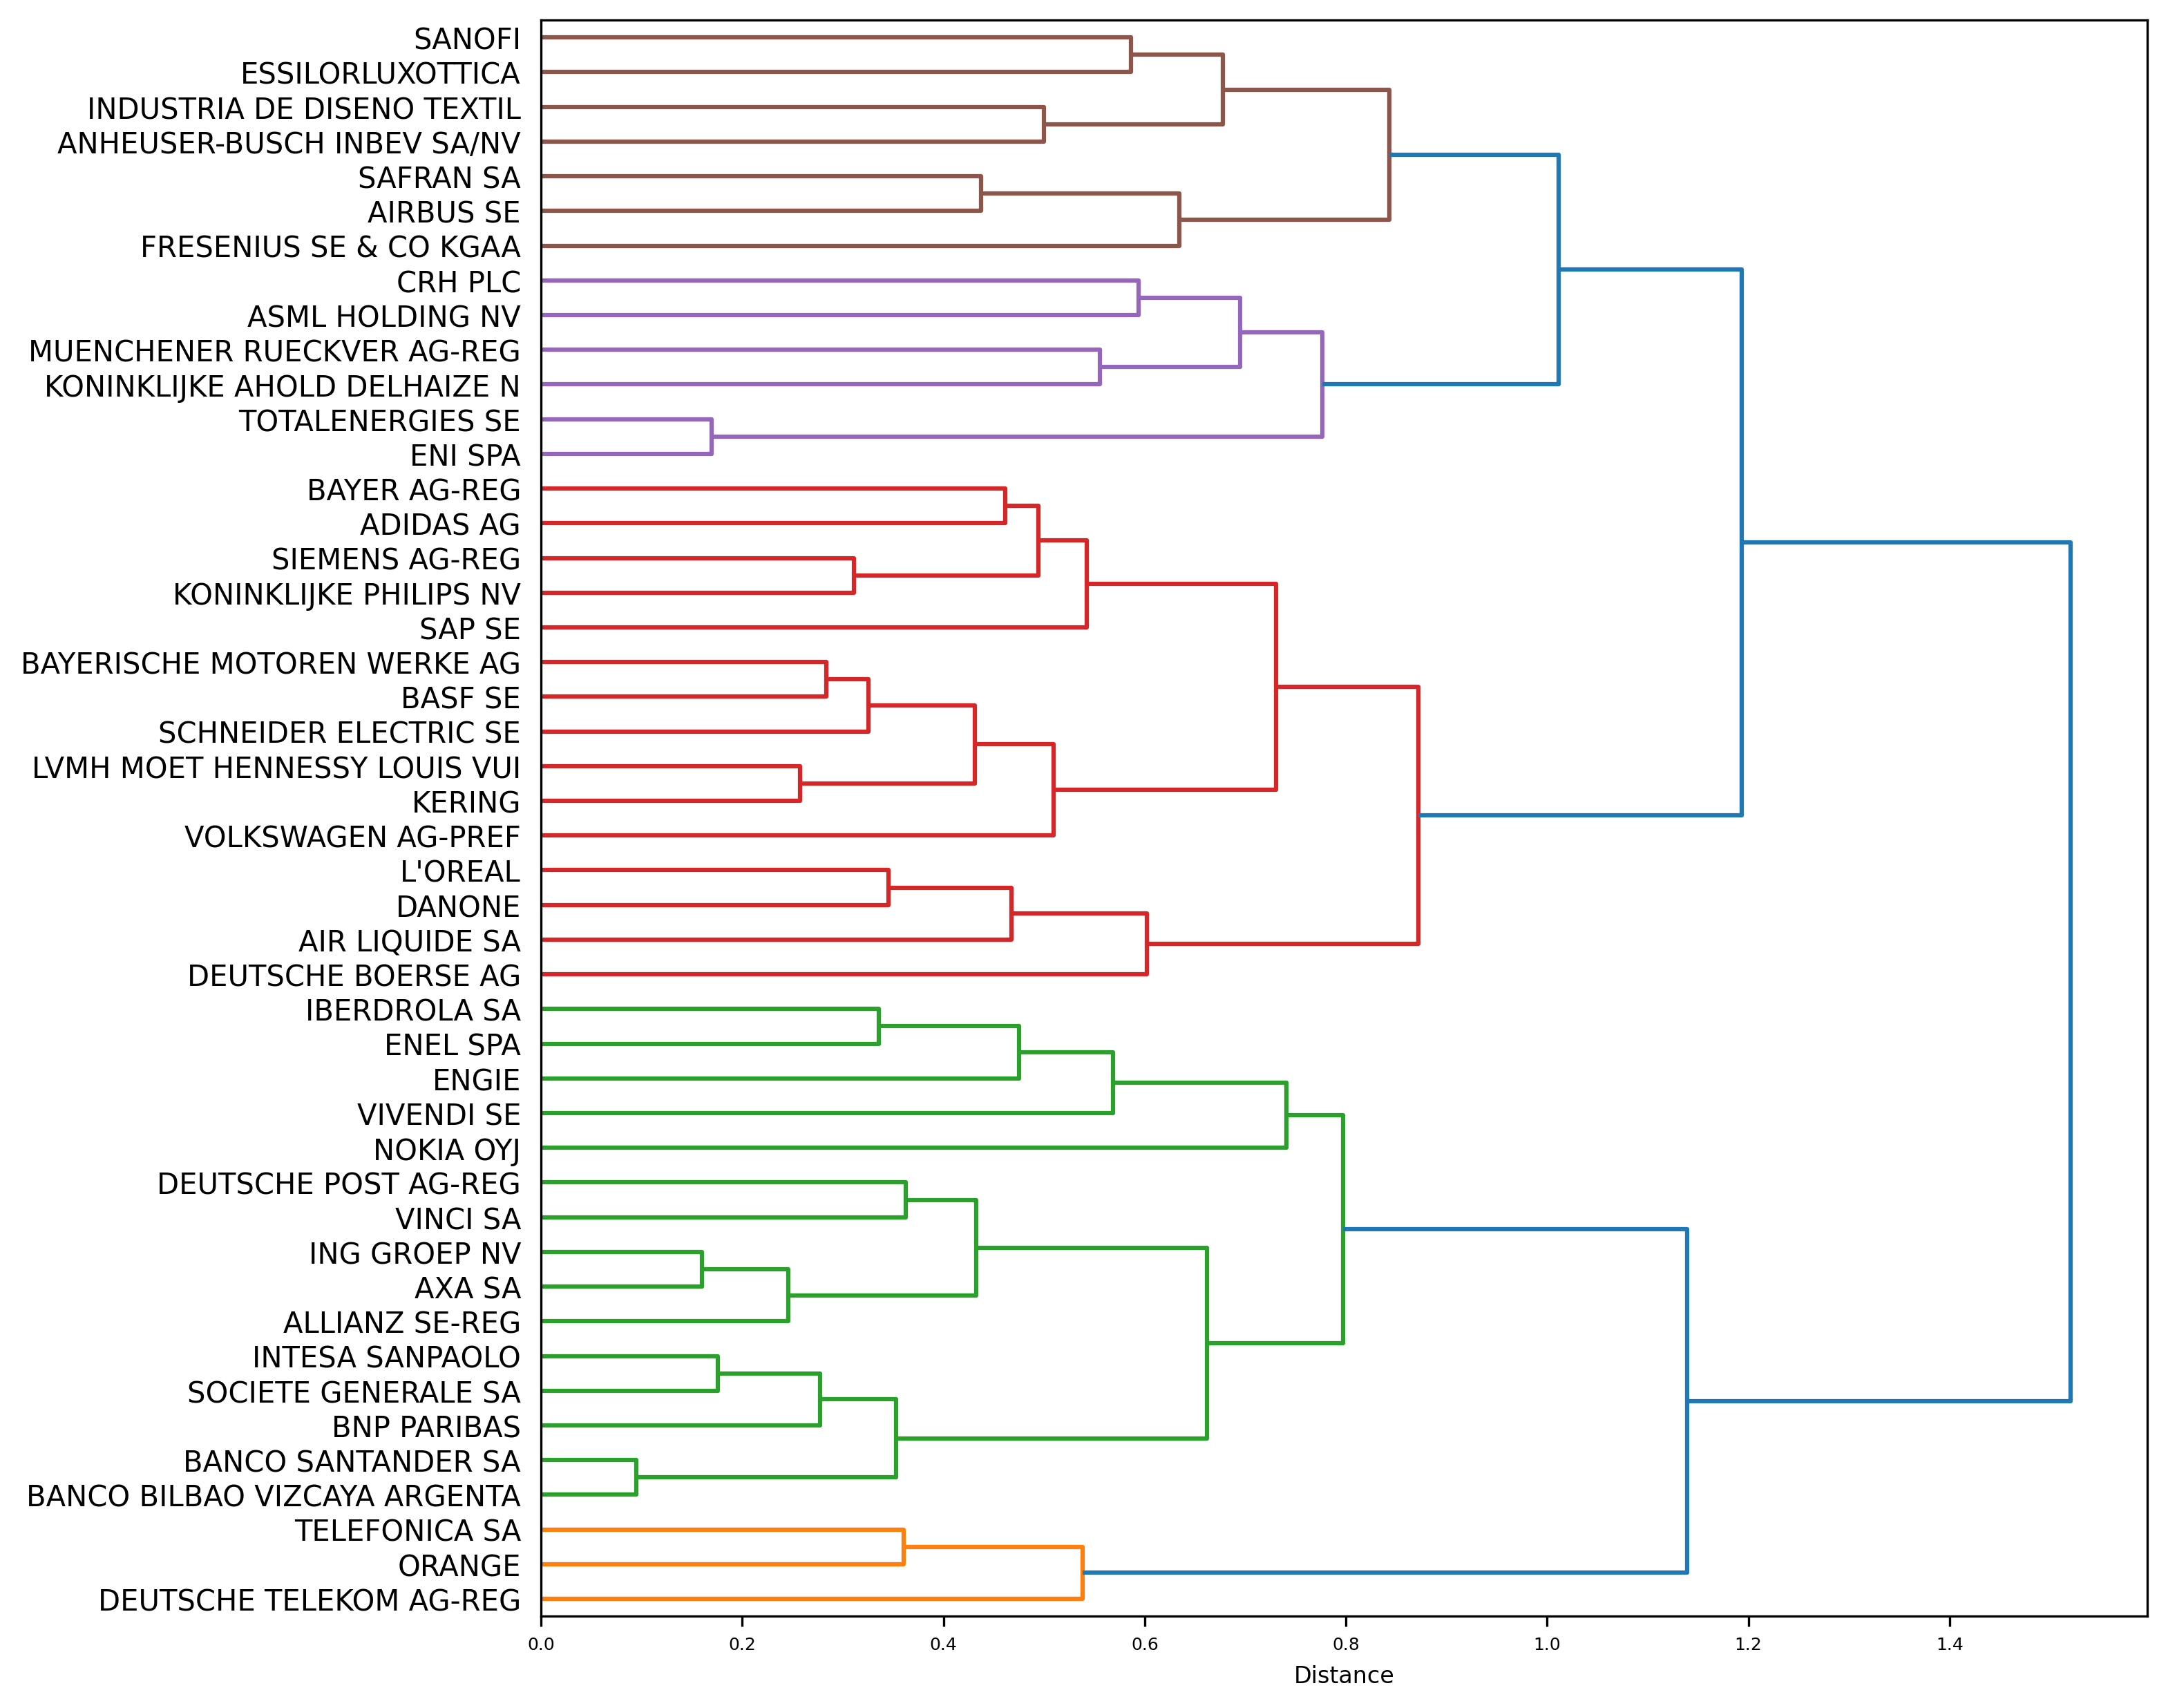 SANOFI
ESSILORLUXOTTICA
INDUSTRIA DE DISENO TEXTIL
ANHEUSER-BUSCH INBEV SA/NV
SAFRAN SA
AIRBUS SE
FRESENIUS SE & CO KGAA
CRH PLC
ASML HOLDING NV
MUENCHENER RUECKVER AG-REG
KONINKLIJKE AHOLD DELHAIZE N
TOTALENERGIES SE
ENI SPA
BAYER AG-REG
ADIDAS AG
SIEMENS AG-REG
KONINKLIJKE PHILIPS NV
SAP SE
BAYERISCHE MOTOREN WERKE AG
BASF SE
SCHNEIDER ELECTRIC SE
LVMH MOET HENNESSY LOUIS VUI
KERING
VOLKSWAGEN AG-PREF
L'OREAL
DANONE
AIR LIQUIDE SA
DEUTSCHE BOERSE AG
IBERDROLA SA
ENEL SPA
ENGIE
VIVENDI SE
NOKIA OYJ
DEUTSCHE POST AG-REG
VINCI SA
ING GROEP NV
AXA SA
ALLIANZ SE-REG
INTESA SANPAOLO
SOCIETE GENERALE SA
BNP PARIBAS
BANCO SANTANDER SA
BANCO BILBAO VIZCAYA ARGENTA
TELEFONICA SA
ORANGE
DEUTSCHE TELEKOM AG-REG
0.0 0.2 0.4 0.6 0.8 1.0 1.2 1.4
Distance